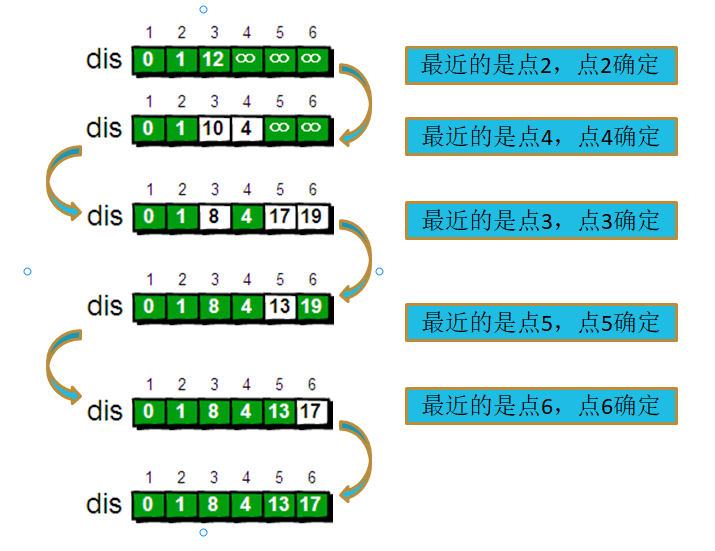 1 2 3 4 5 6
dis 0 1 12 ∞ ∞ ∞
最近的是点2，点2确定
1 2 3 4 5 6
dis 0 1 10 4 ∞ ∞
最近的是点4，点4确定
1 2 3 4 5 6
dis 0 1 8 4 17 19
最近的是点3，点3确定
1 2 3 4 5 6
dis 0 1 8 4 13 19
最近的是点5，点5确定
1 2 3 4 5 6
dis 0 1 8 4 13 17
最近的是点6，点6确定
1 2 3 4 5 6
dis 0 1 8 4 13 17